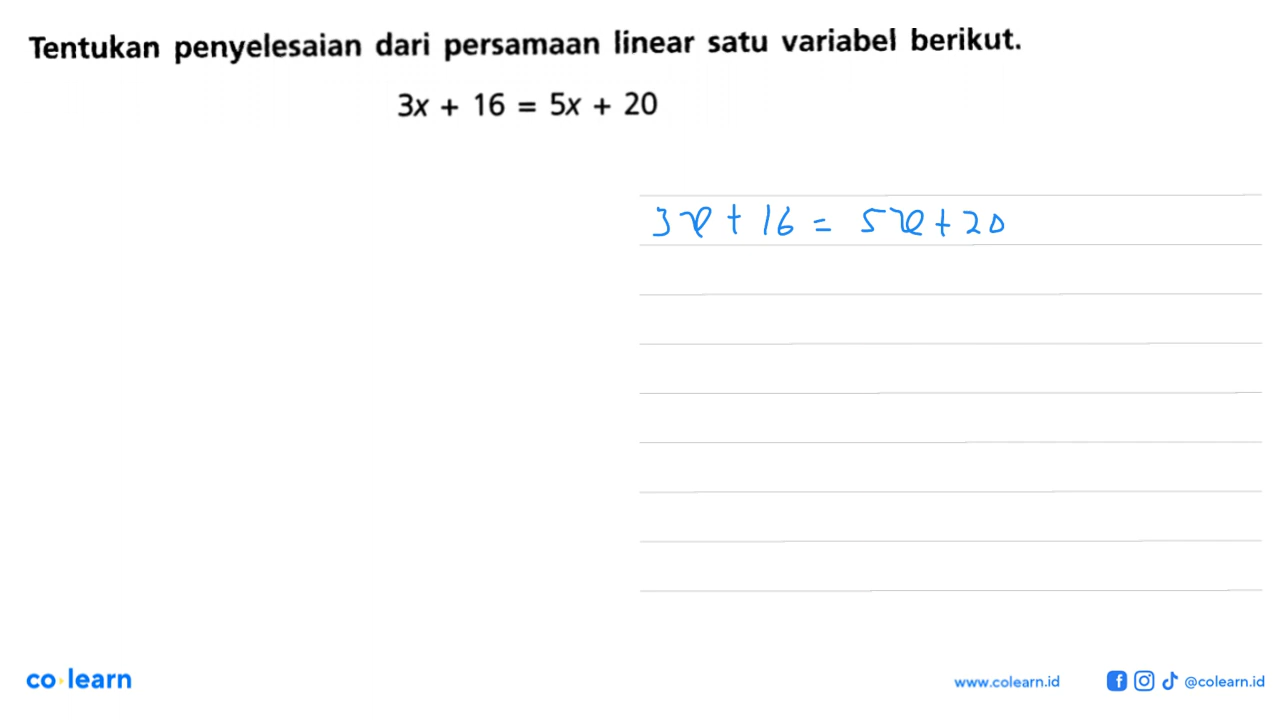 Tentukan penyelesaian dari persamaan linear satu variabel berikut.
3x + 16 = 5x + 20
3x + 16 = 5x + 20
co learn
www.colearn.id @colearn.id